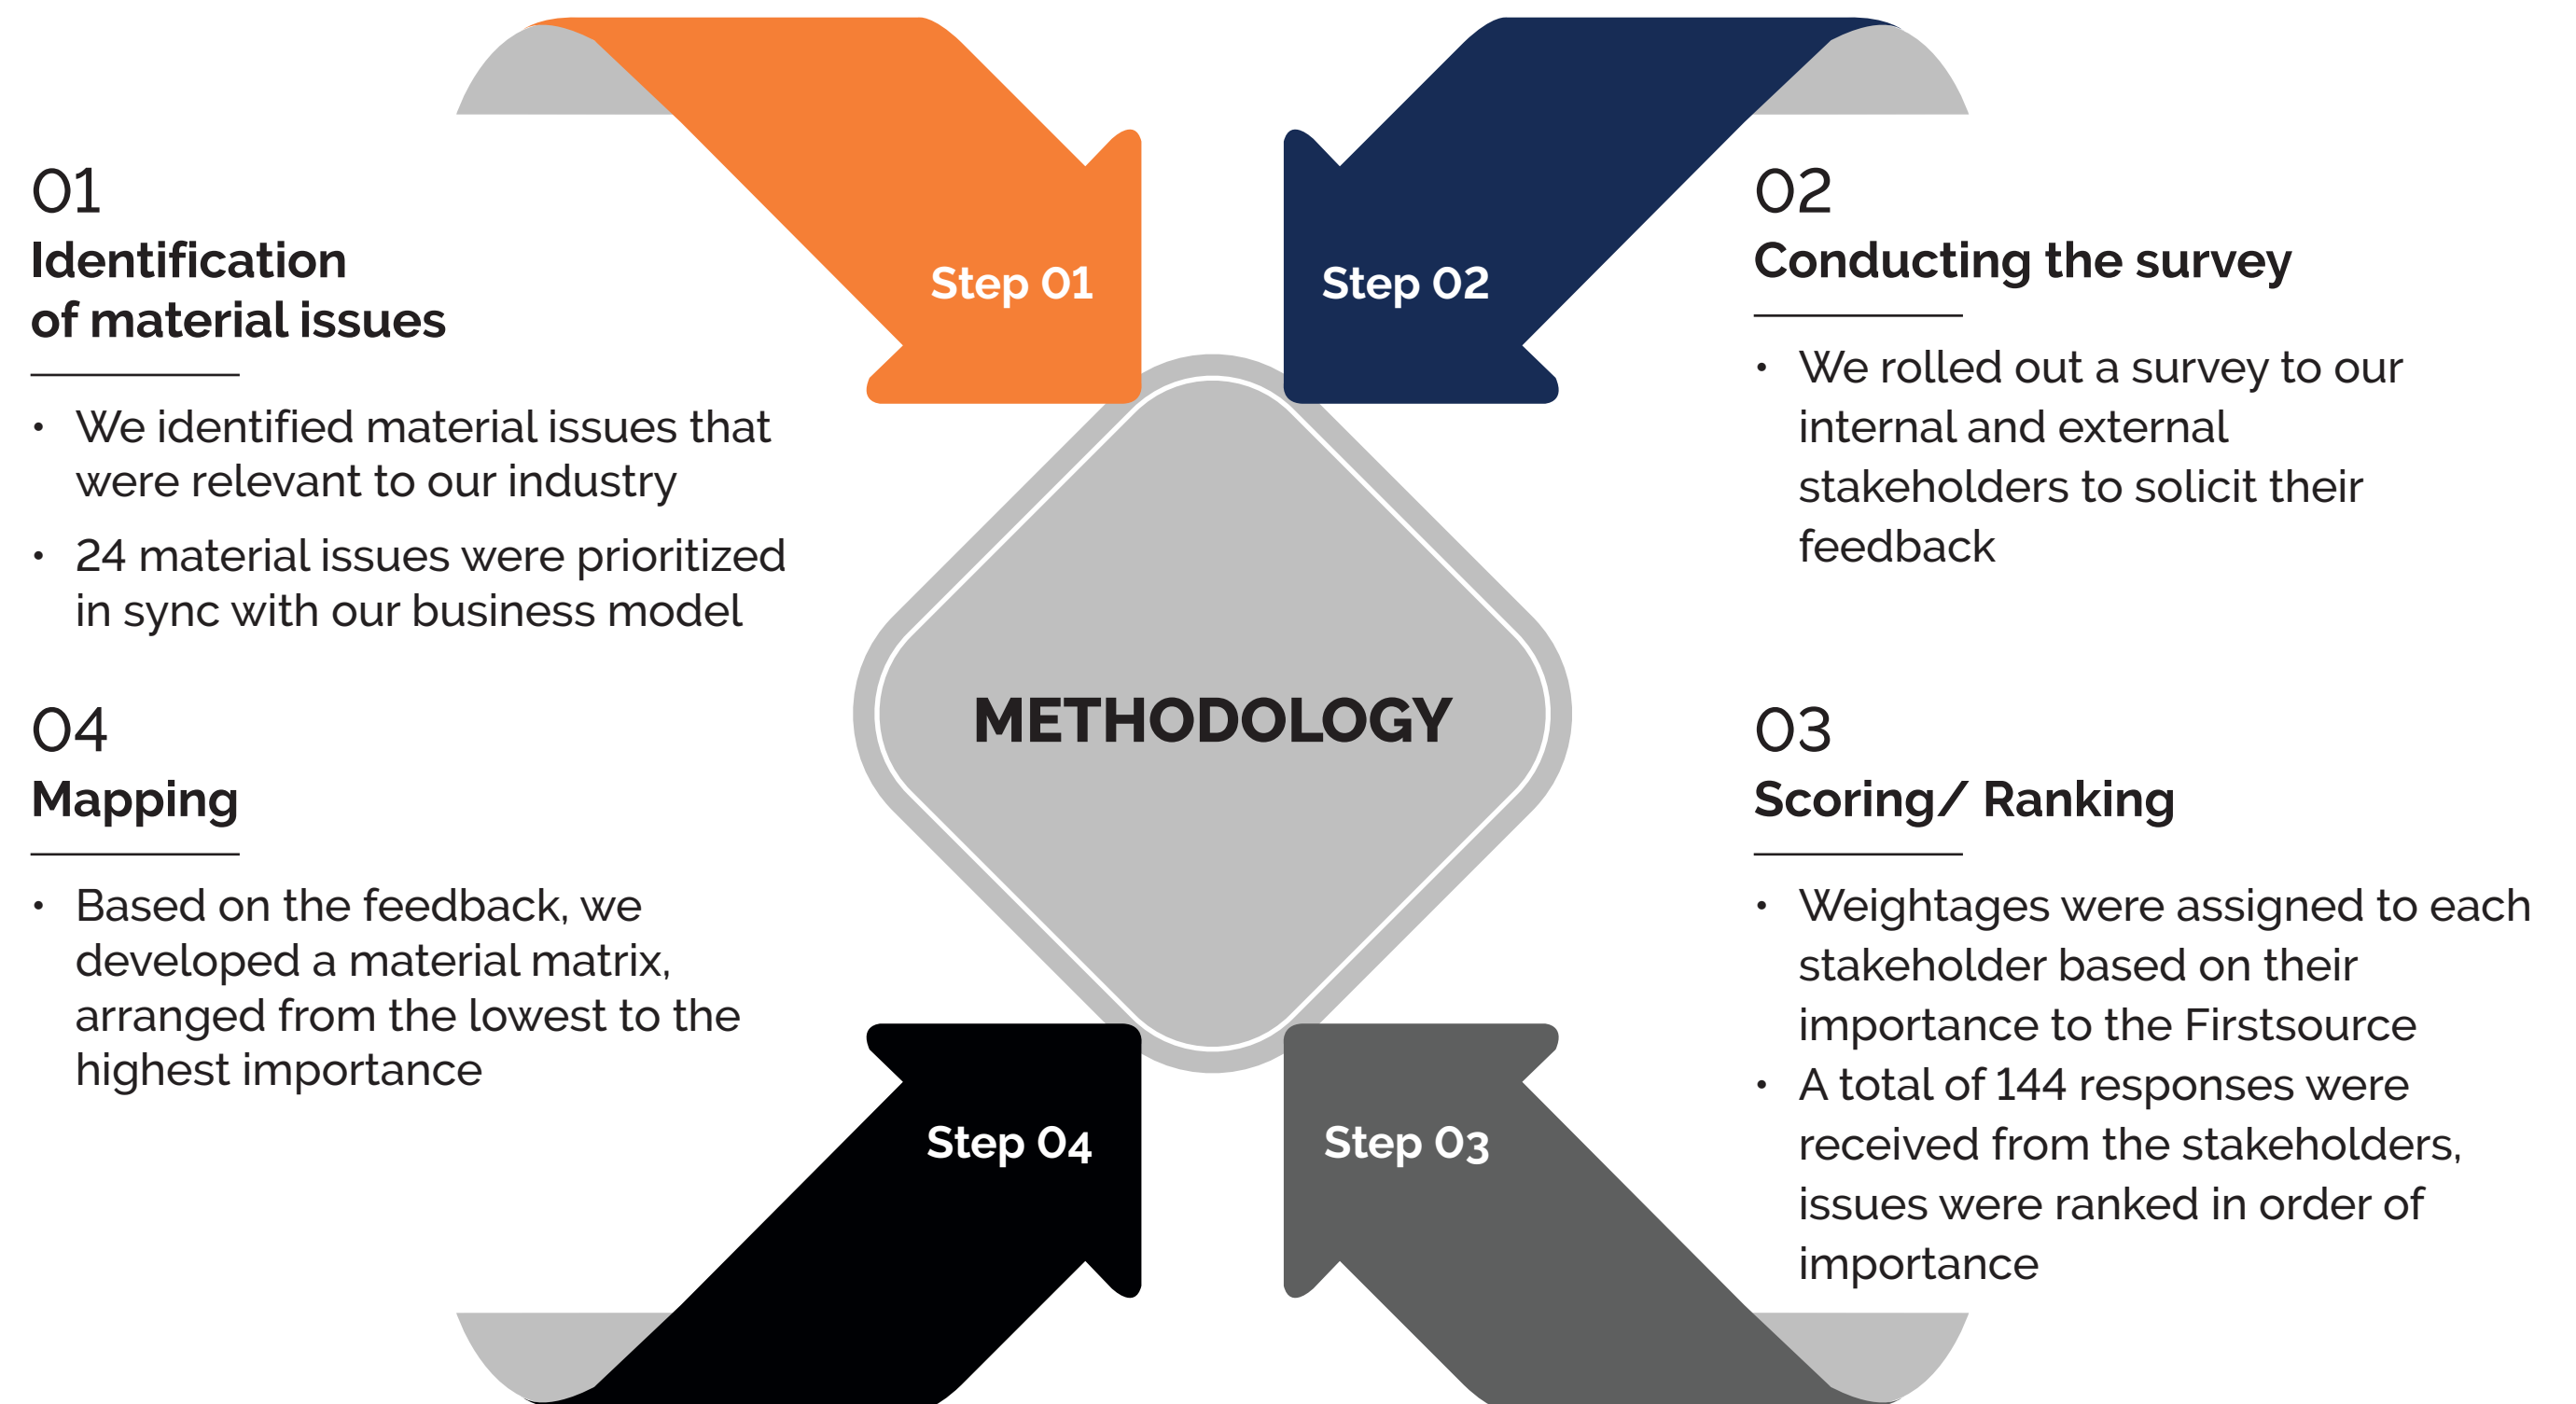 01
Identification
of material issues
• We identified material issues that
were relevant to our industry
• 24 material issues were prioritized
in sync with our business model
Step 01
Step 02
02
Conducting the survey
• We rolled out a survey to our
internal and external
stakeholders to solicit their
feedback
METHODOLOGY
03
Scoring/ Ranking
• Weightages were assigned to each
stakeholder based on their
importance to the Firstsource
• A total of 144 responses were
received from the stakeholders,
issues were ranked in order of
importance
Step 03
Step 04
04
Mapping
• Based on the feedback, we
developed a material matrix,
arranged from the lowest to the
highest importance